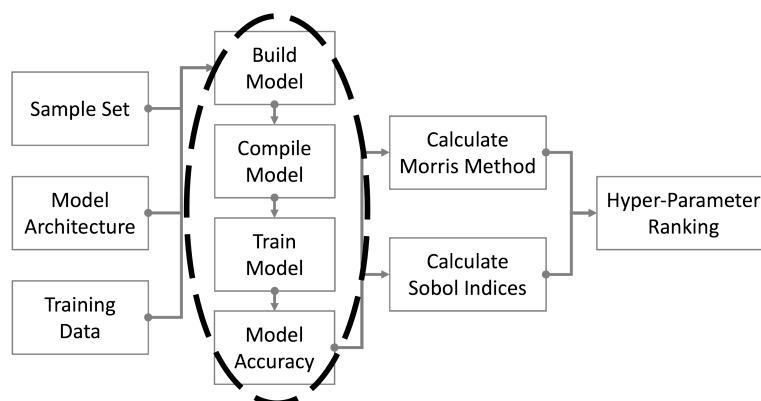 Sample Set
Model
Architecture
Training
Data
Build
Model
Compile
Model
Train
Model
Model
Accuracy
Calculate
Morris Method
Calculate
Sobol Indices
Hyper-Parameter
Ranking